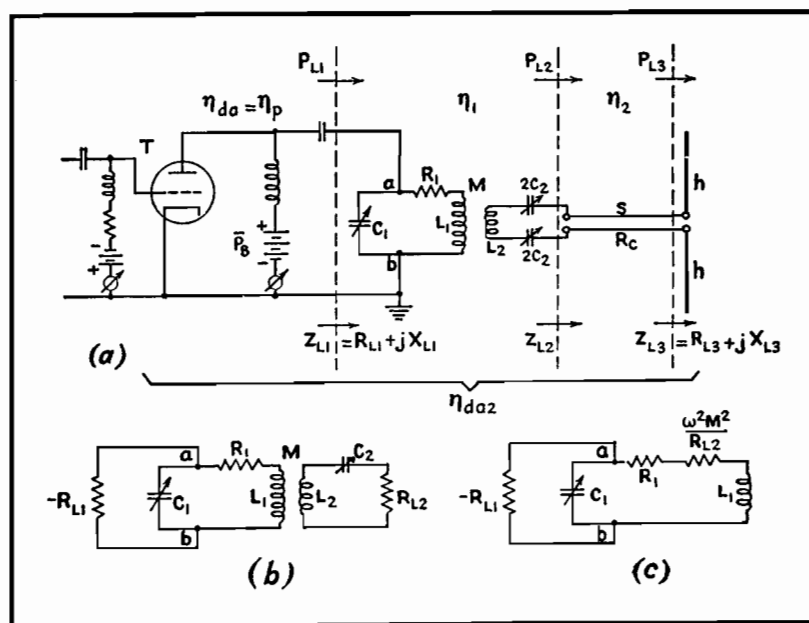 P_L1 P_L2 P_L3
η_da = η_p η_1 η_2
T
a R_1 M 2C_2 S h
C_1 L_1 L_2 R_C
+ P̄_B -
- +
b 2C_2 h
(a) Z_L1 = R_L1 + j X_L1 Z_L2 Z_L3 = R_L3 + j X_L3
η_da2
a R_1 M C_2
-R_L1 C_1 L_1 L_2 R_L2
b
(b)
ω²M²/R_L2
a R_1
-R_L1 C_1 L_1
b
(c)